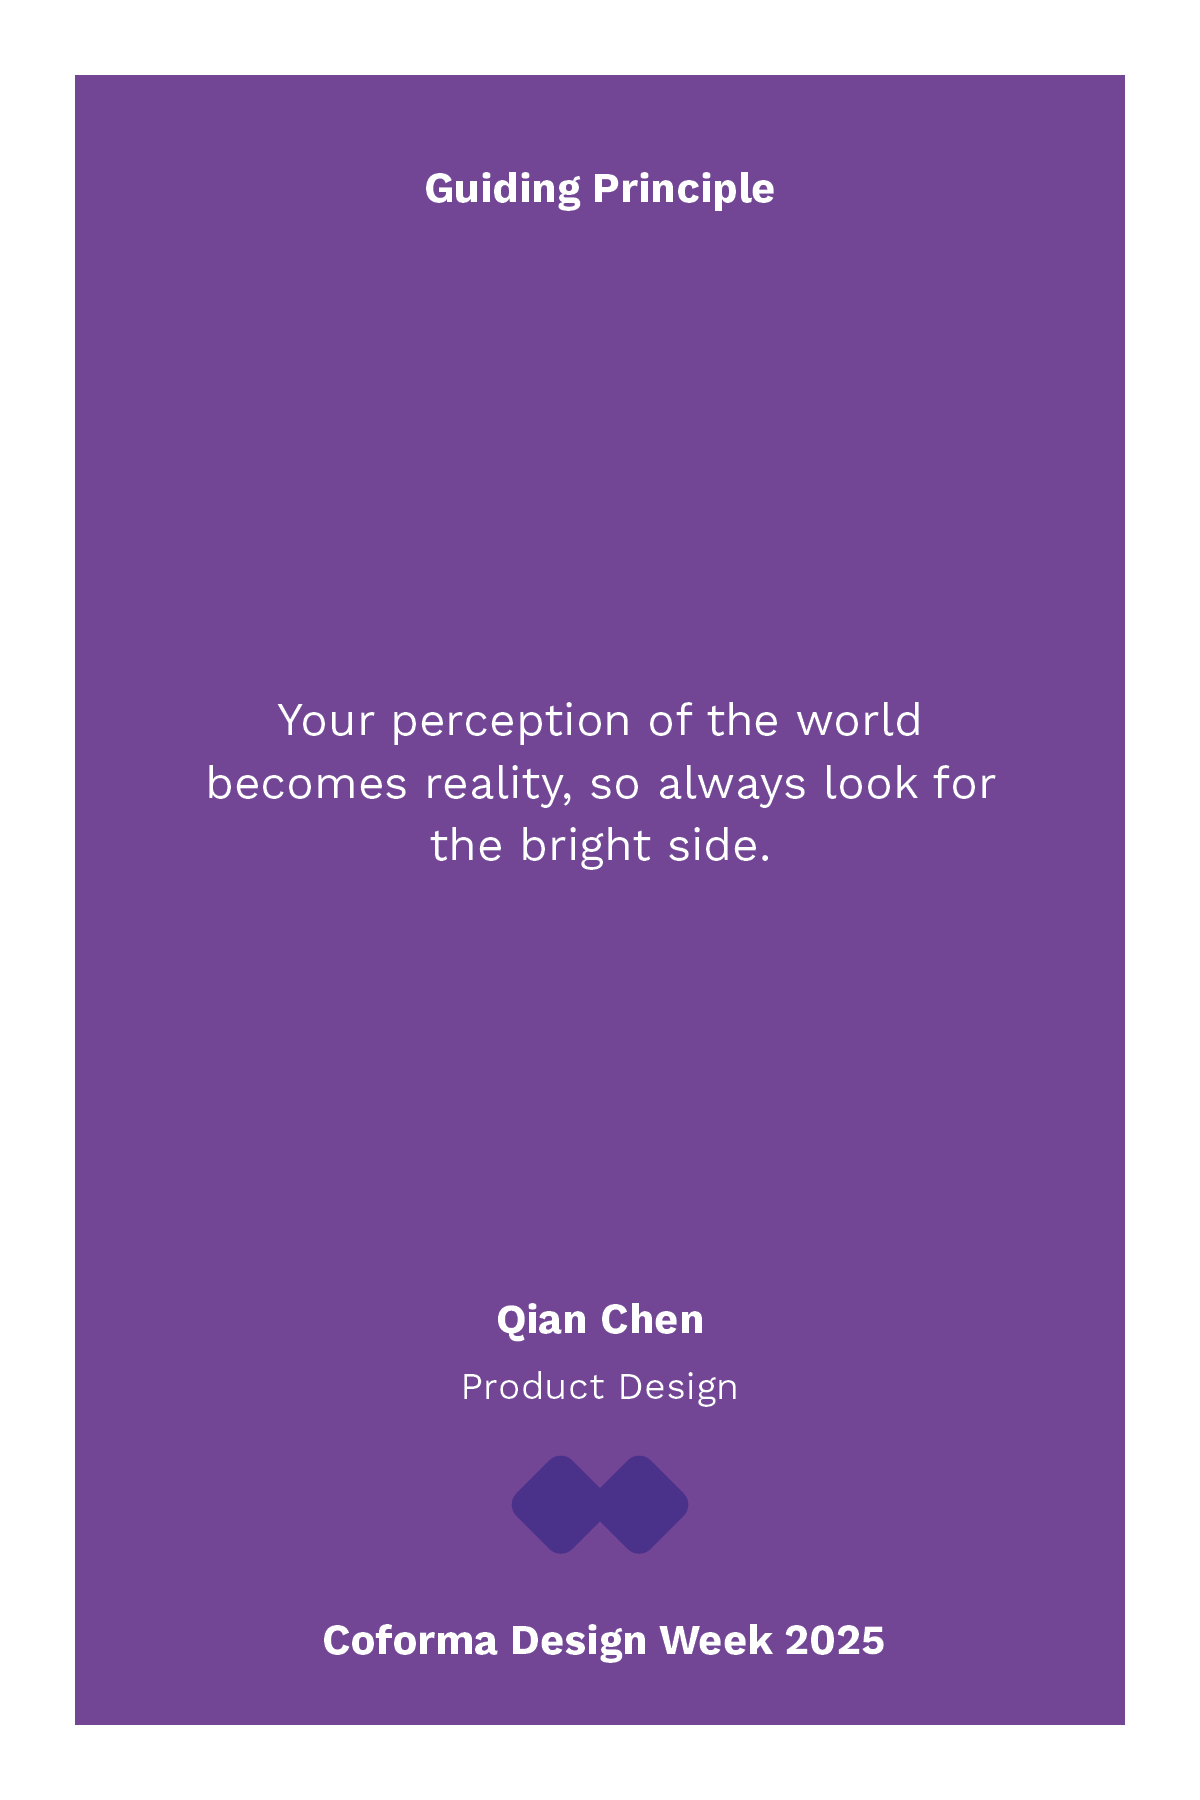 Guiding Principle
Your perception of the world
becomes reality, so always look for
the bright side.
Qian Chen
Product Design
Coforma Design Week 2025